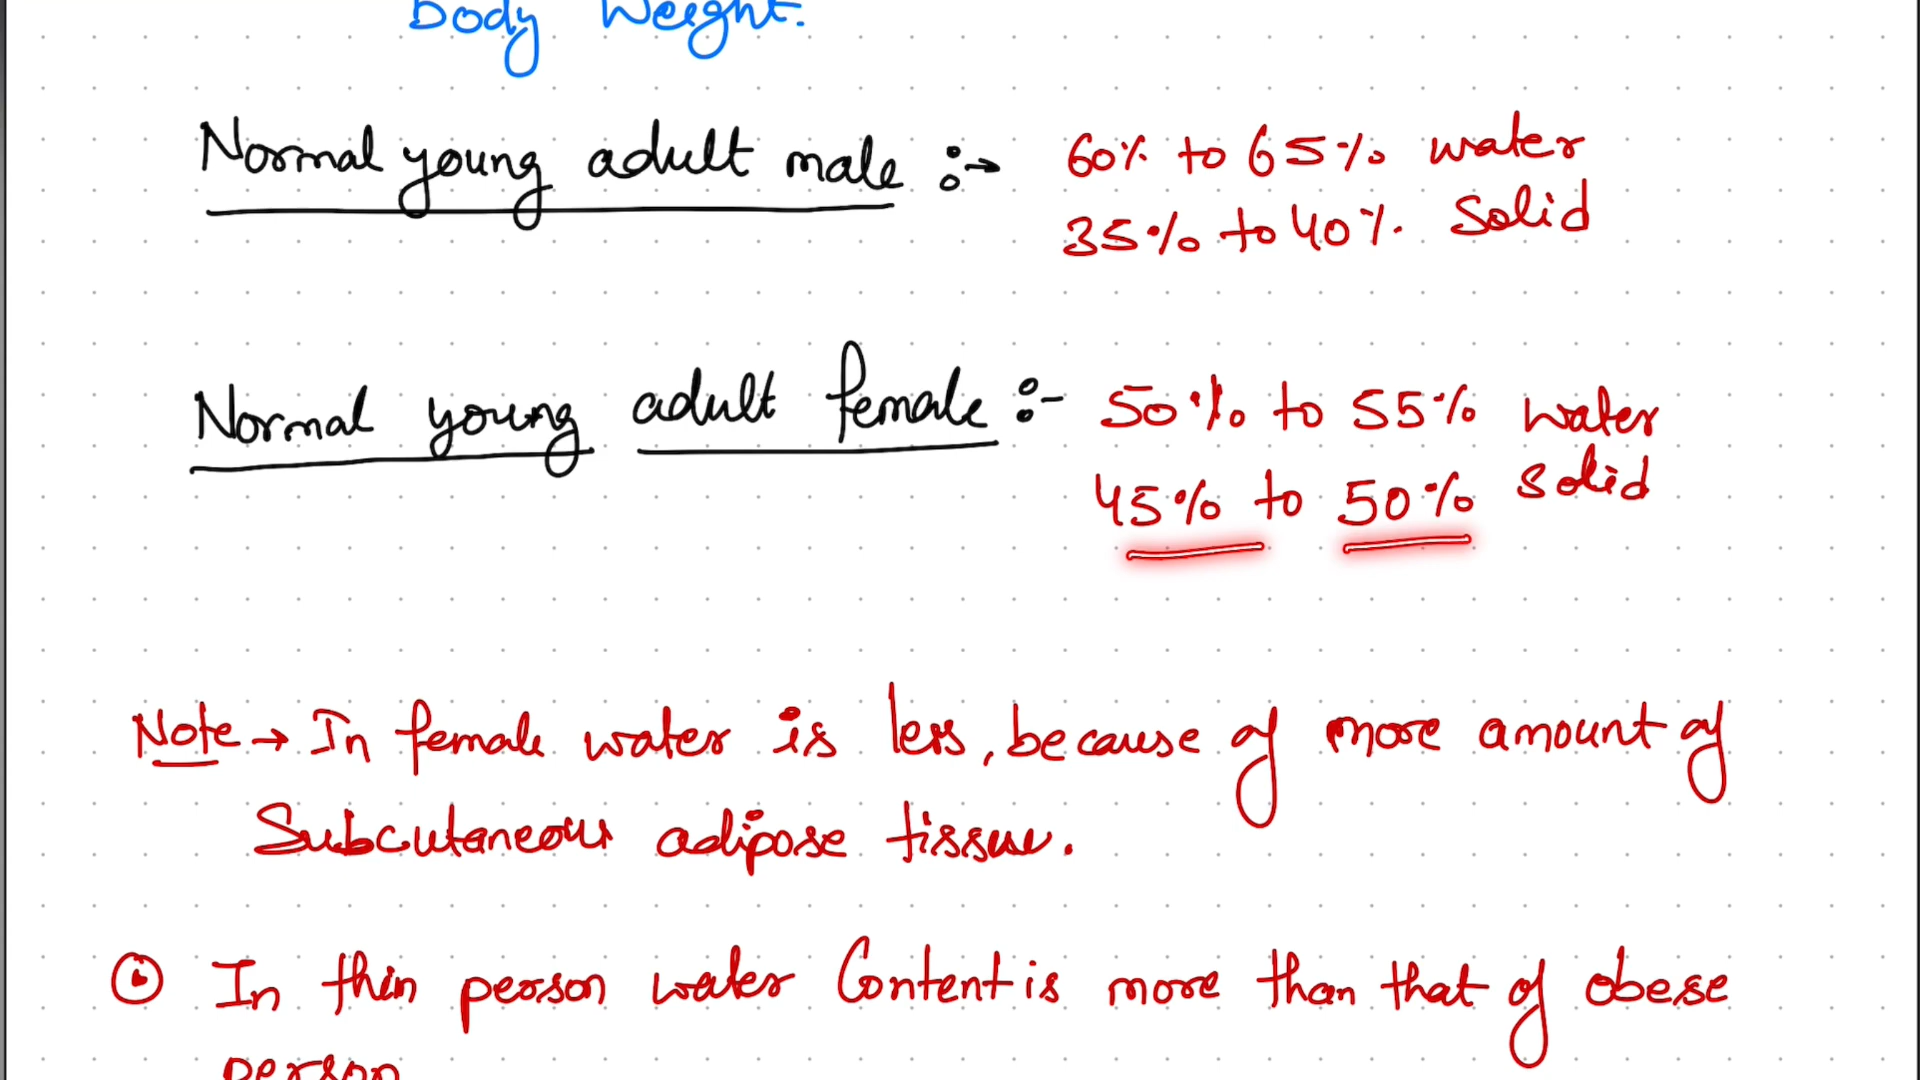 Body Weight.
Normal young adult male :→ 60% to 65% water
35% to 40% Solid
Normal young adult female :- 50% to 55% water
45% to 50% Solid
Note → In female water is less, because of more amount of
Subcutaneous adipose tissue.
⊙ In thin person water Content is more than that of obese
person